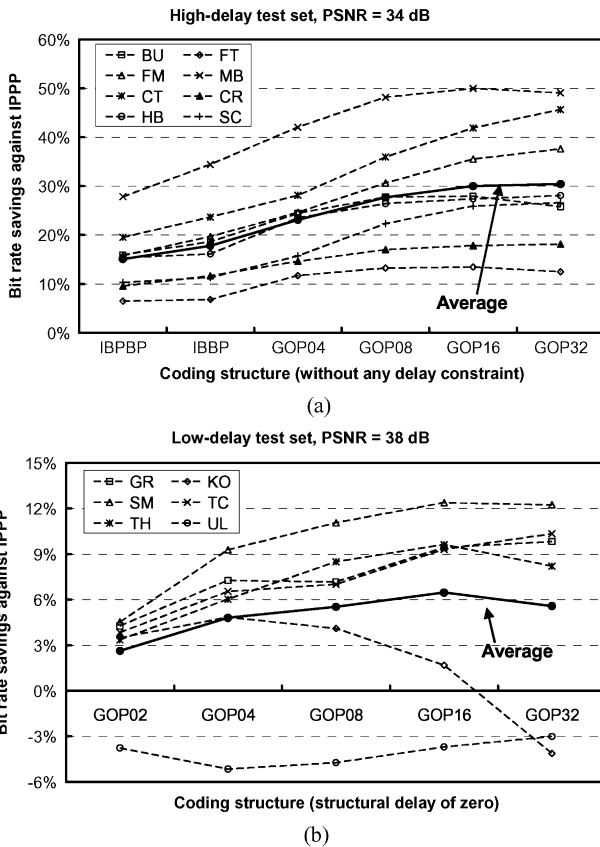 High-delay test set, PSNR = 34 dB
60%
50%
40%
30%
20%
10%
0%
Bit rate savings against IPPP
BU FT
FM MB
CT CR
HB SC
Average
IBPBP IBBP GOP04 GOP08 GOP16 GOP32
Coding structure (without any delay constraint)
(a)
Low-delay test set, PSNR = 38 dB
15%
12%
9%
6%
3%
0%
-3%
-6%
Bit rate savings against IPPP
GR KO
SM TC
TH UL
Average
GOP02 GOP04 GOP08 GOP16 GOP32
Coding structure (structural delay of zero)
(b)